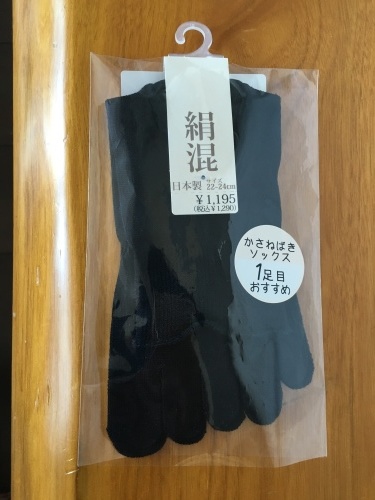 絹
混
日本製 サイズ 22-24cm
¥1,195
(税込¥1,290)
かさねばき
ソックス
1足目
おすすめ